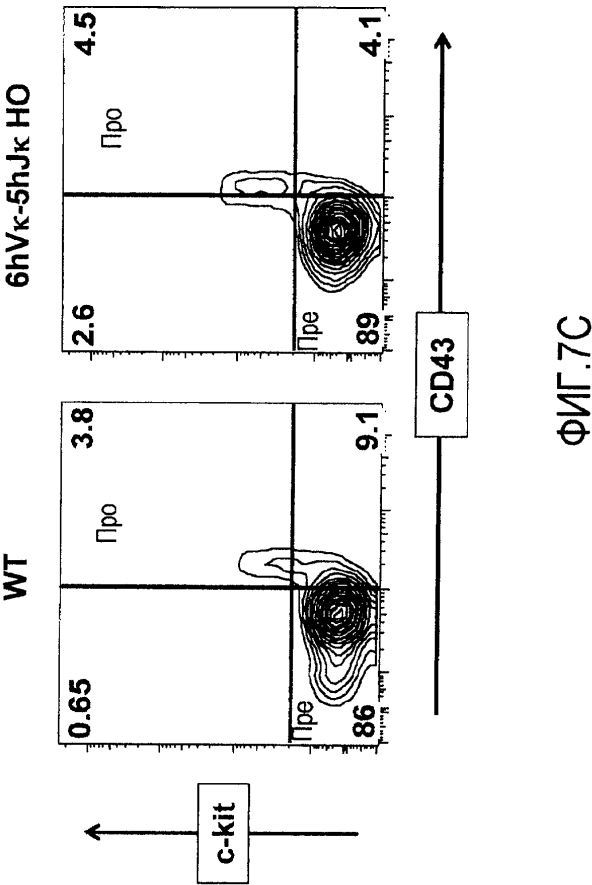 WT
6hVκ-5hJκ HO
0.65
3.8
Про
Пре
86
9.1
2.6
4.5
Про
Пре
89
4.1
c-kit
CD43
ФИГ.7C